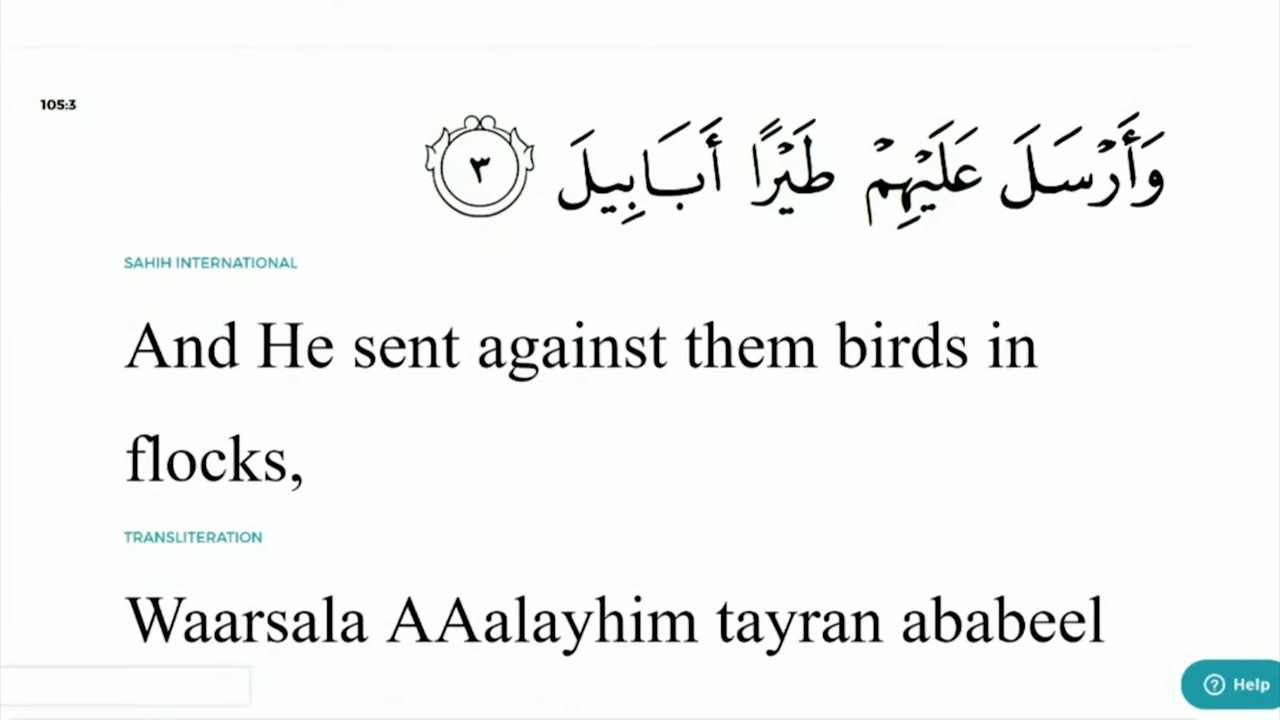 105:3
وَأَرْسَلَ عَلَيْهِمْ طَيْرًا أَبَابِيلَ ٣
SAHIH INTERNATIONAL
And He sent against them birds in
flocks,
TRANSLITERATION
Waarsala AAalayhim tayran ababeel
Help